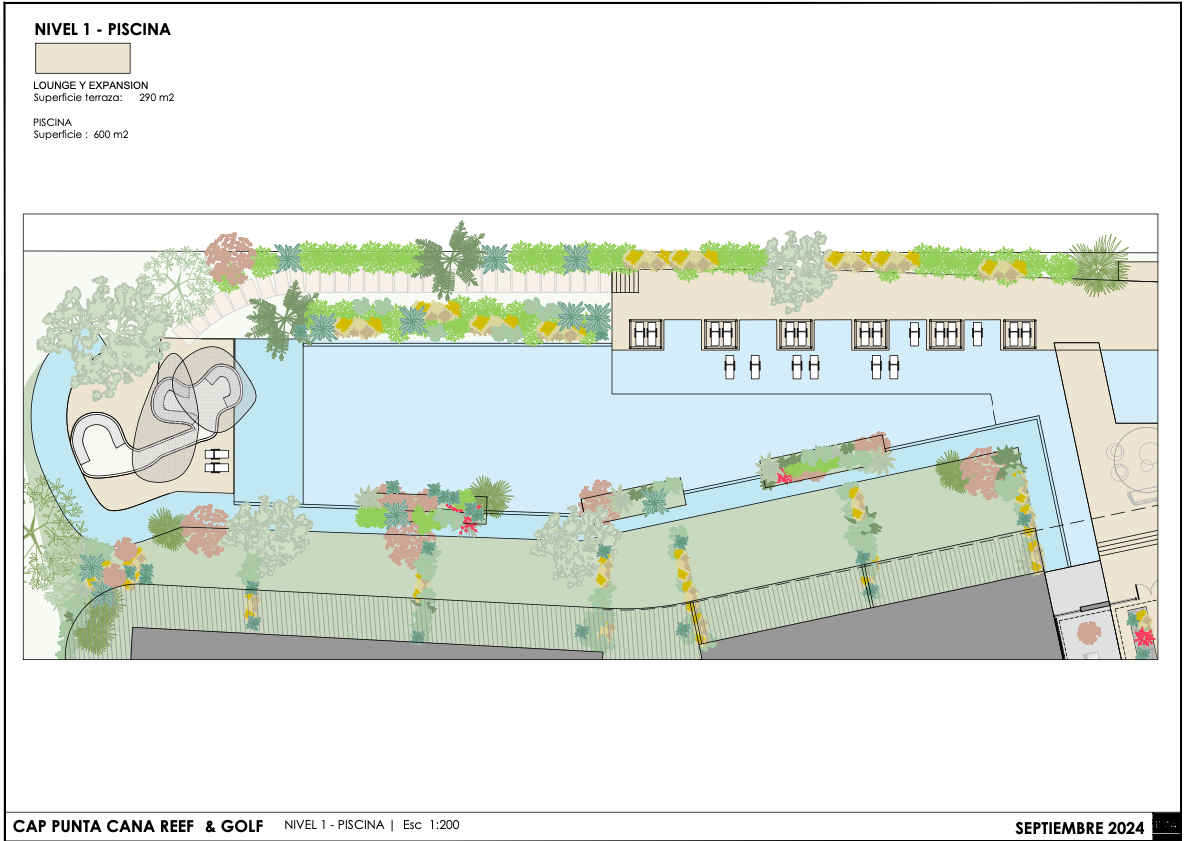 NIVEL 1 - PISCINA
LOUNGE Y EXPANSION
Superficie terraza: 290 m2
PISCINA
Superficie : 600 m2
CAP PUNTA CANA REEF & GOLF NIVEL 1 - PISCINA | Esc 1:200
SEPTIEMBRE 2024